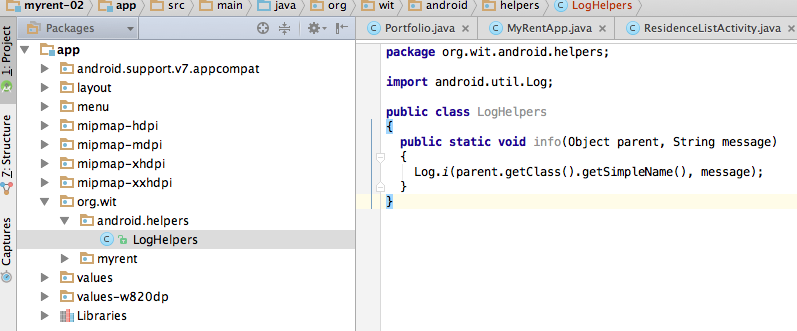 myrent-02 app src main java org wit android helpers LogHelpers
Packages
Portfolio.java MyRentApp.java ResidenceListActivity.java
1: Project
Z: Structure
Captures
app
android.support.v7.appcompat
layout
menu
mipmap-hdpi
mipmap-mdpi
mipmap-xhdpi
mipmap-xxhdpi
org.wit
android.helpers
LogHelpers
myrent
values
values-w820dp
Libraries
package org.wit.android.helpers;
import android.util.Log;
public class LogHelpers
{
public static void info(Object parent, String message)
{
Log.i(parent.getClass().getSimpleName(), message);
}
}